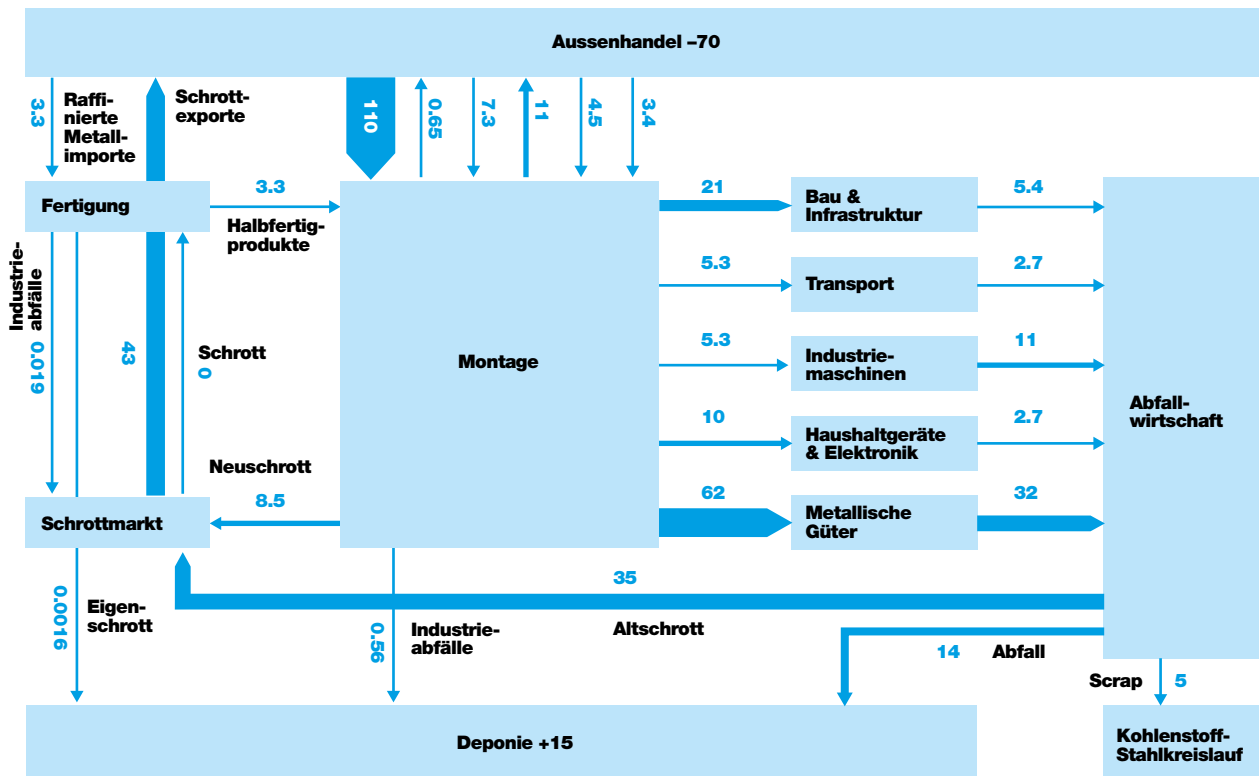 Aussenhandel –70
3.3
Raffi-
nierte
Metall-
importe
Schrott-
exporte
110
0.65
7.3
11
4.5
3.4
Fertigung
3.3
Halbfertig-
produkte
21
Bau &
Infrastruktur
5.4
Industrie-
abfälle
0.019
43
Schrott
0
Montage
5.3
Transport
2.7
5.3
Industrie-
maschinen
11
Abfall-
wirtschaft
10
Haushaltgeräte
& Elektronik
2.7
Neuschrott
8.5
Schrottmarkt
62
Metallische
Güter
32
35
Altschrott
0.0016
Eigen-
schrott
0.56
Industrie-
abfälle
14
Abfall
Scrap
5
Deponie +15
Kohlenstoff-
Stahlkreislauf